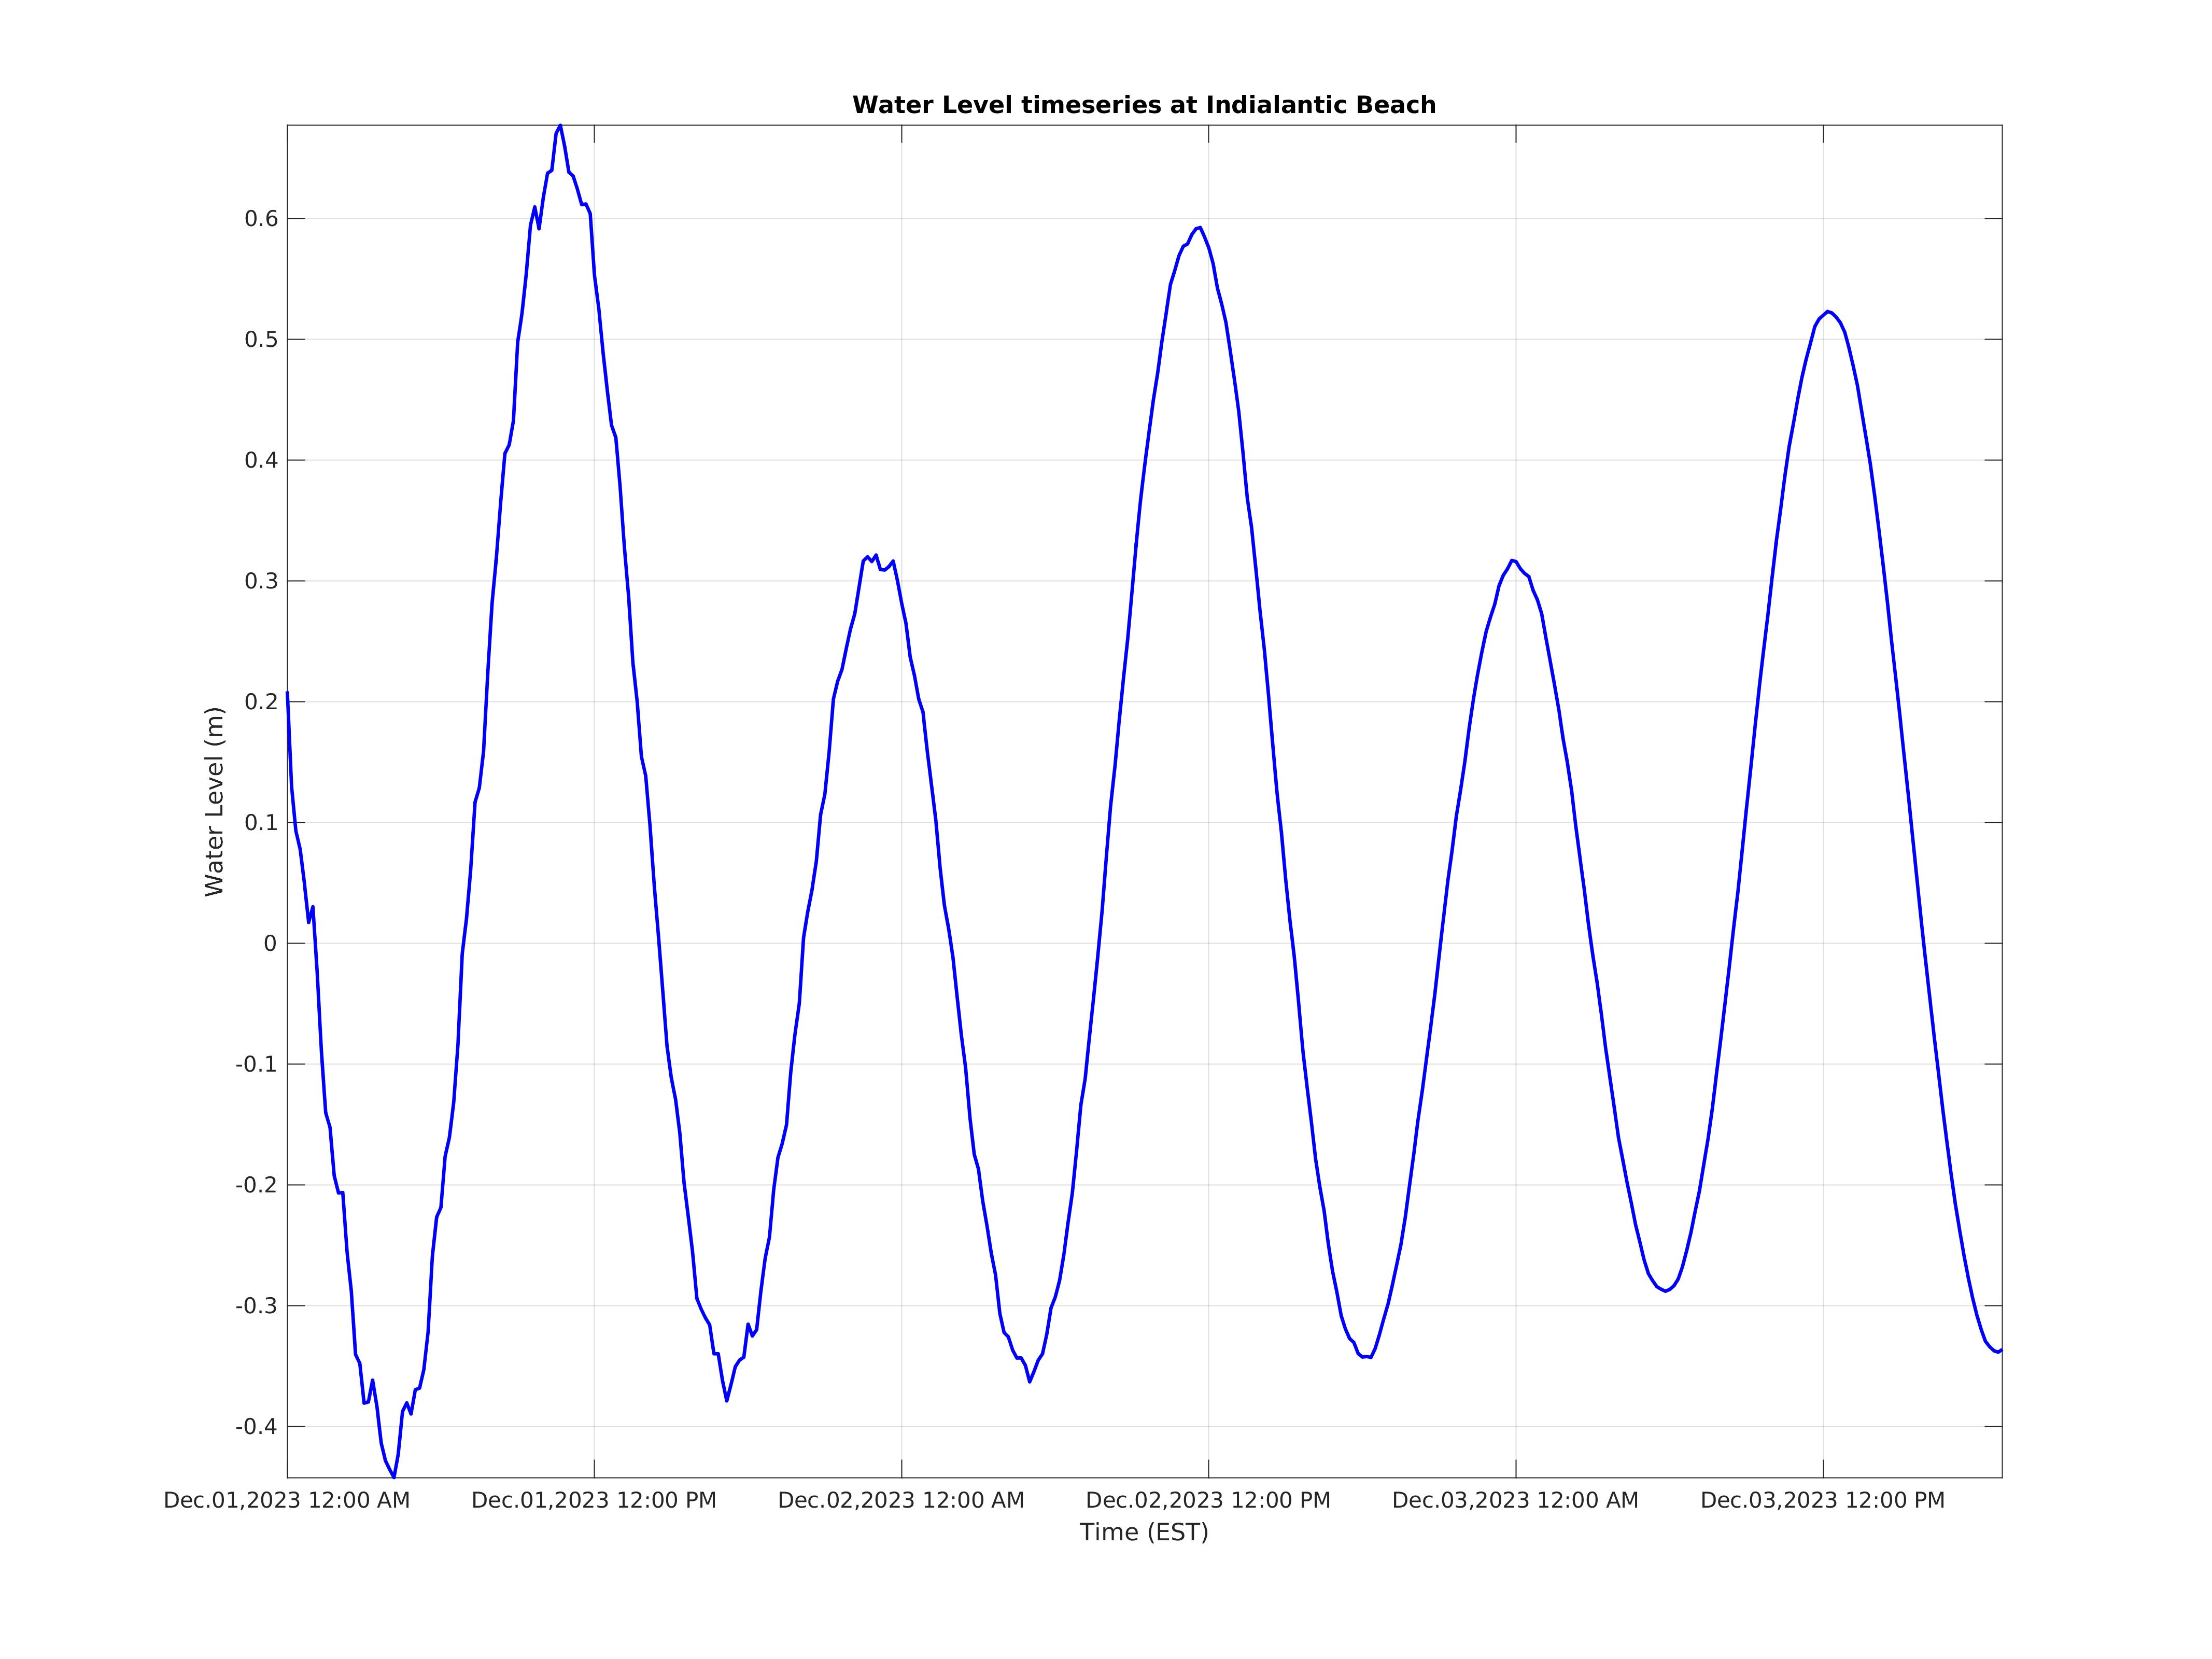 Water Level timeseries at Indialantic Beach
0.6
0.5
0.4
0.3
0.2
0.1
0
-0.1
-0.2
-0.3
-0.4
Water Level (m)
Dec.01,2023 12:00 AM
Dec.01,2023 12:00 PM
Dec.02,2023 12:00 AM
Dec.02,2023 12:00 PM
Dec.03,2023 12:00 AM
Dec.03,2023 12:00 PM
Time (EST)